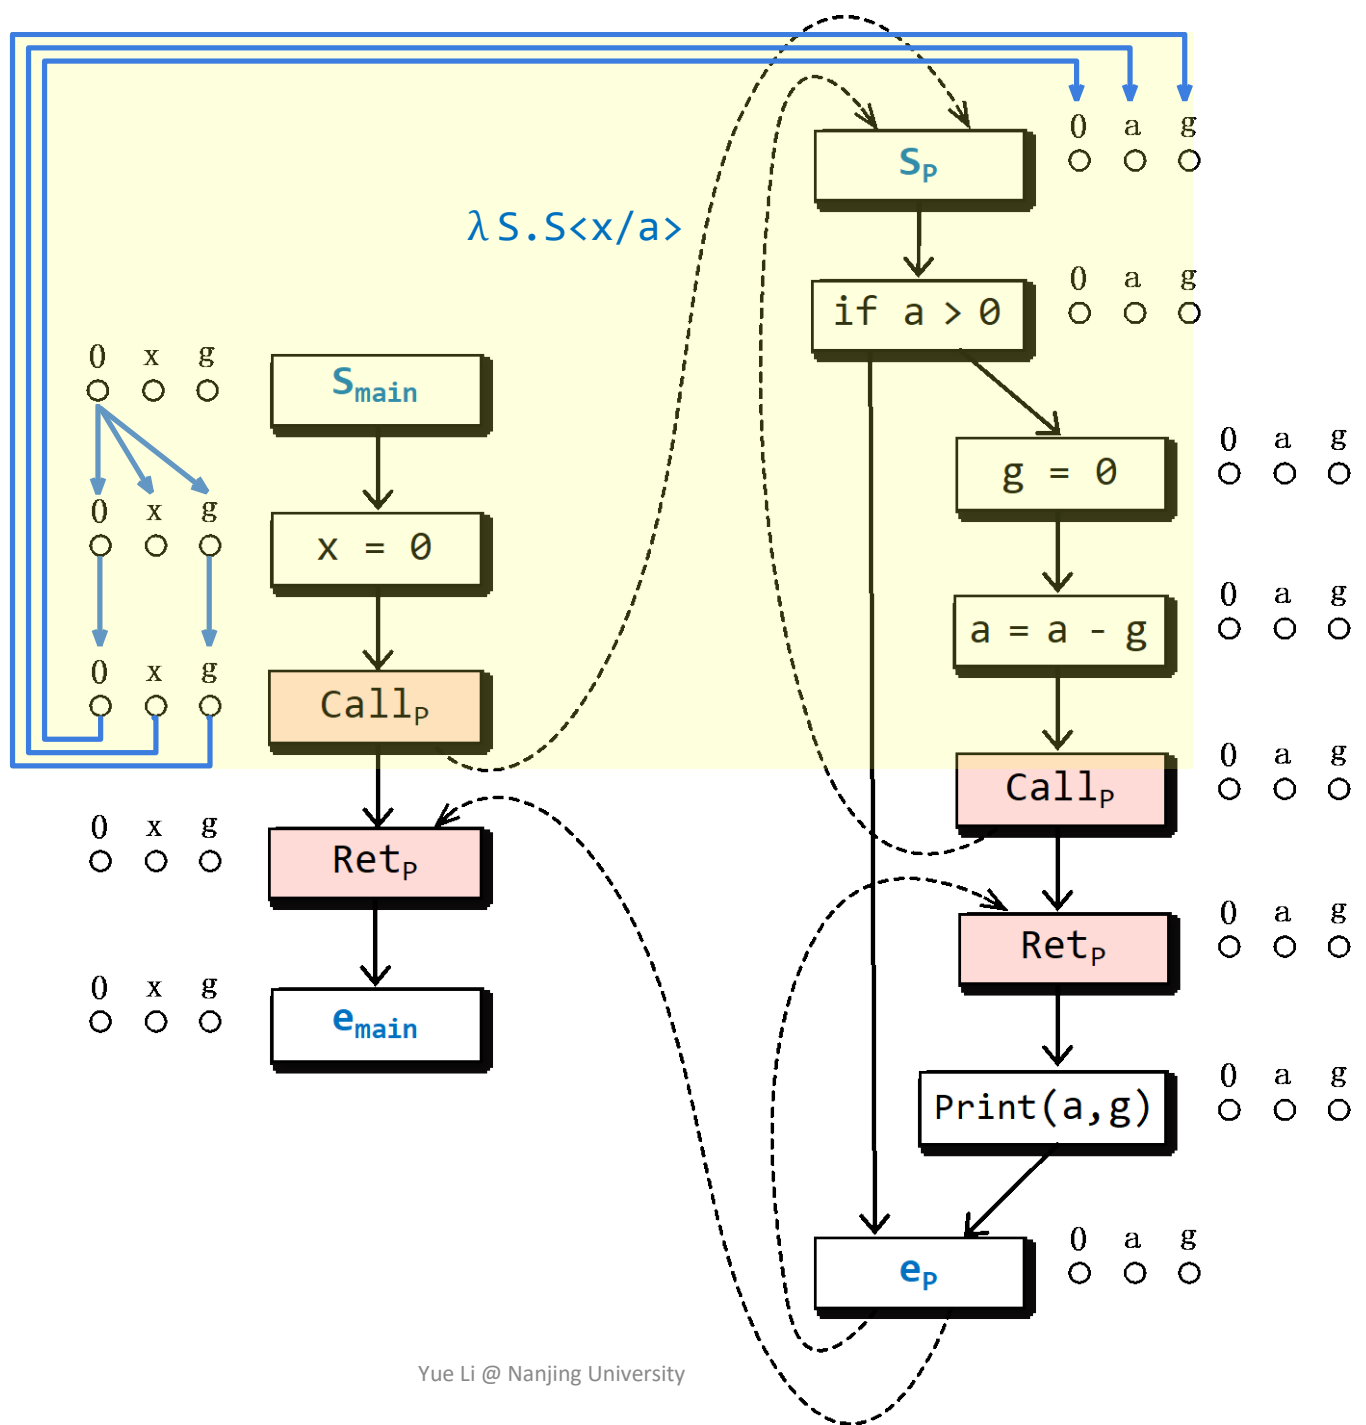 0 a g
S_P
λS.S<x/a>
0 a g
if a > 0
0 x g
S_main
0 a g
g = 0
0 x g
x = 0
0 a g
a = a - g
0 x g
Call_P
0 a g
Call_P
0 x g
Ret_P
0 a g
Ret_P
0 x g
e_main
0 a g
Print(a,g)
0 a g
e_P
Yue Li @ Nanjing University